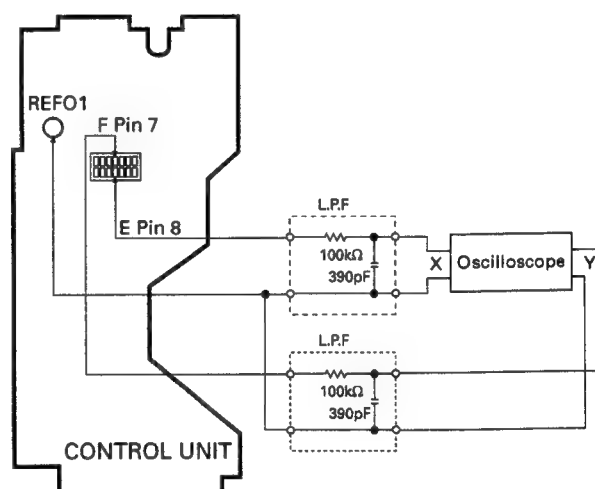 REFO1
F Pin 7
E Pin 8
L.P.F
100kΩ
390pF
X
Oscilloscope
Y
L.P.F
100kΩ
390pF
CONTROL UNIT